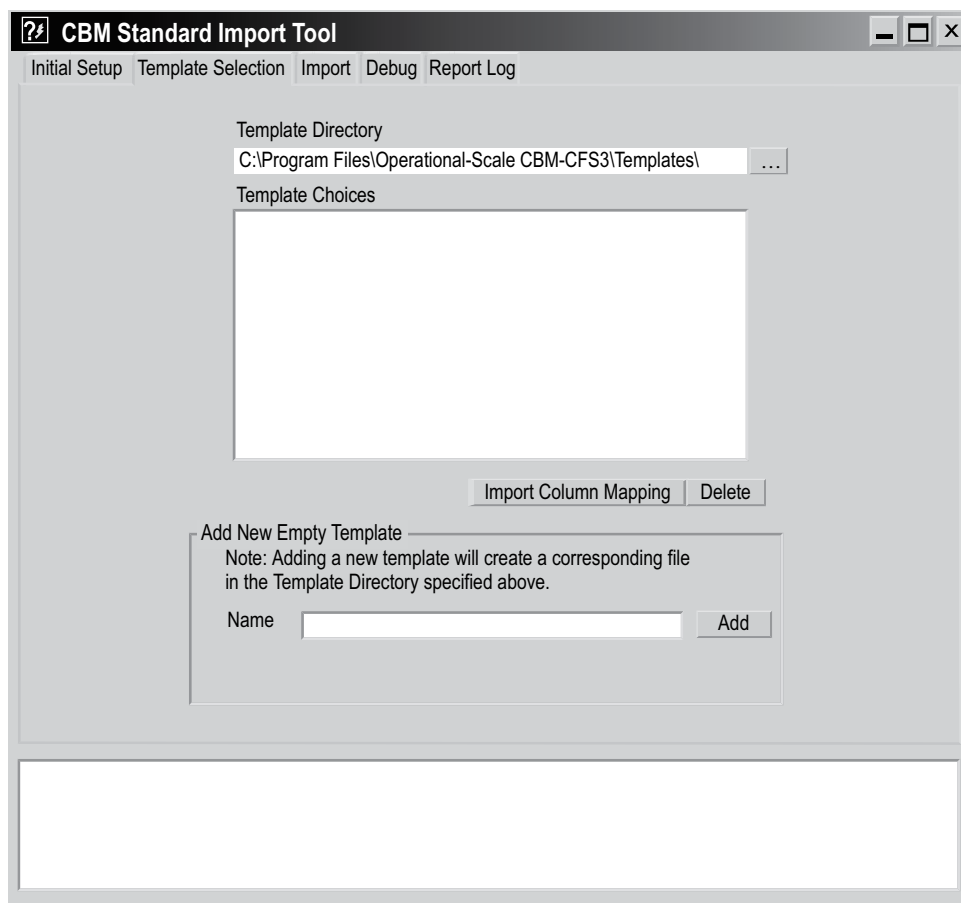 CBM Standard Import Tool
Initial Setup Template Selection Import Debug Report Log
Template Directory
C:\Program Files\Operational-Scale CBM-CFS3\Templates\ ...
Template Choices
Import Column Mapping Delete
Add New Empty Template
Note: Adding a new template will create a corresponding file
in the Template Directory specified above.
Name Add